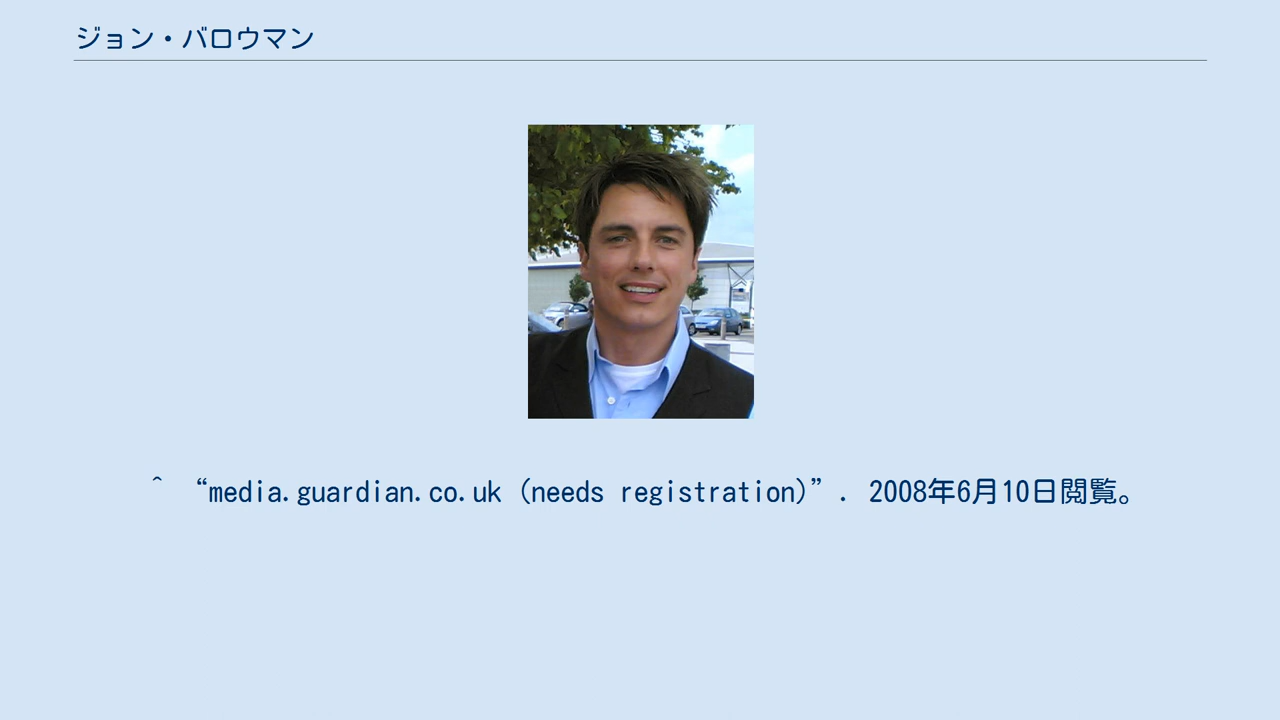 ジョン・バロウマン
^ “media.guardian.co.uk (needs registration)”. 2008年6月10日閲覧。